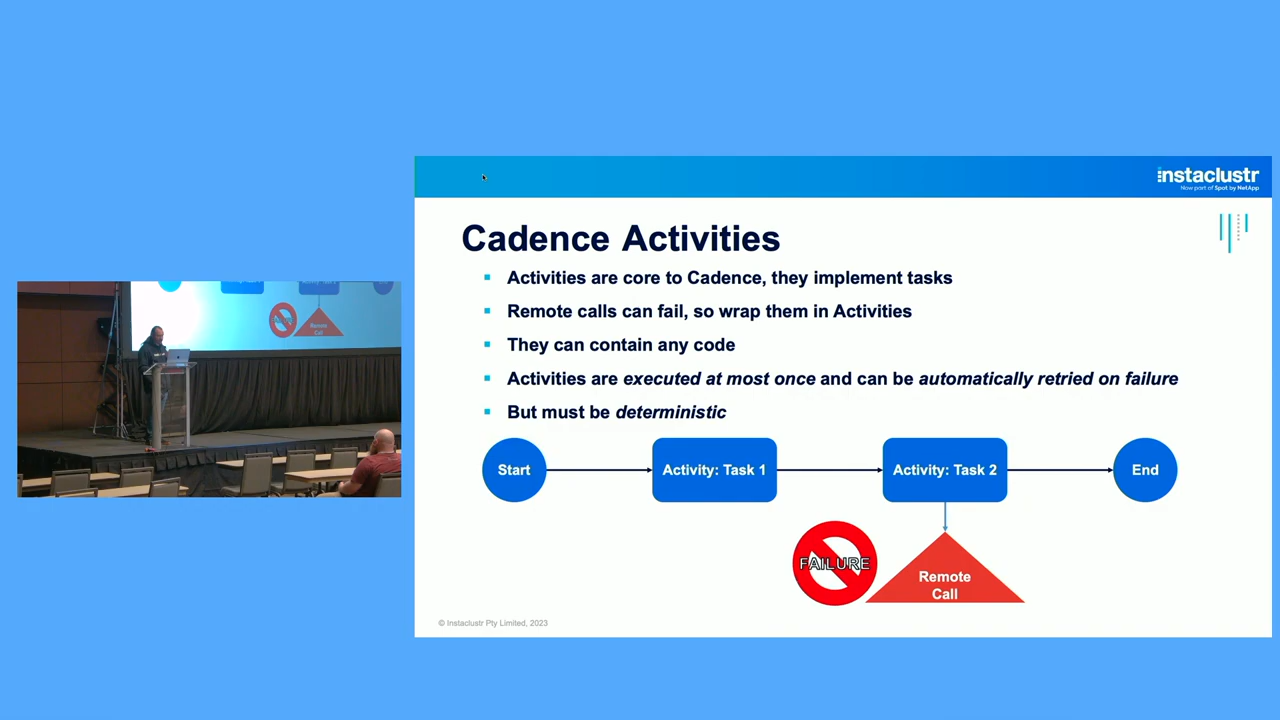 instaclustr
Now part of Spot by NetApp
Cadence Activities
Activities are core to Cadence, they implement tasks
Remote calls can fail, so wrap them in Activities
They can contain any code
Activities are executed at most once and can be automatically retried on failure
But must be deterministic
Start
Activity: Task 1
Activity: Task 2
End
FAILURE
Remote
Call
© Instaclustr Pty Limited, 2023
Remote
Call